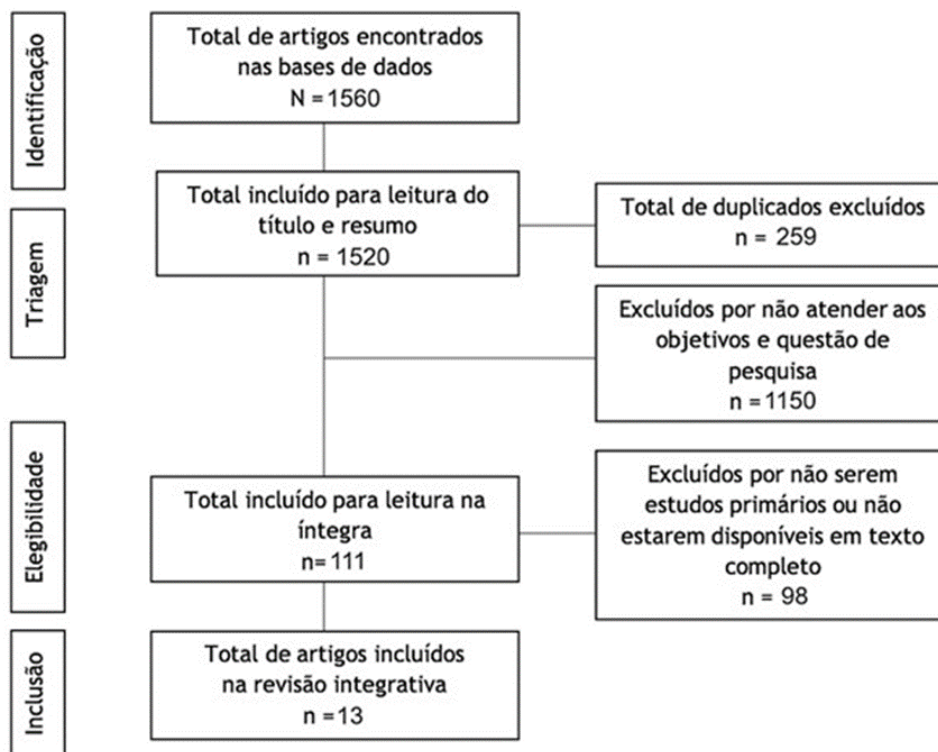 Identificação
Total de artigos encontrados
nas bases de dados
N = 1560
Triagem
Total incluído para leitura do
título e resumo
n = 1520
Total de duplicados excluídos
n = 259
Excluídos por não atender aos
objetivos e questão de
pesquisa
n = 1150
Elegibilidade
Total incluído para leitura na
íntegra
n= 111
Excluídos por não serem
estudos primários ou não
estarem disponíveis em texto
completo
n = 98
Inclusão
Total de artigos incluídos
na revisão integrativa
n = 13